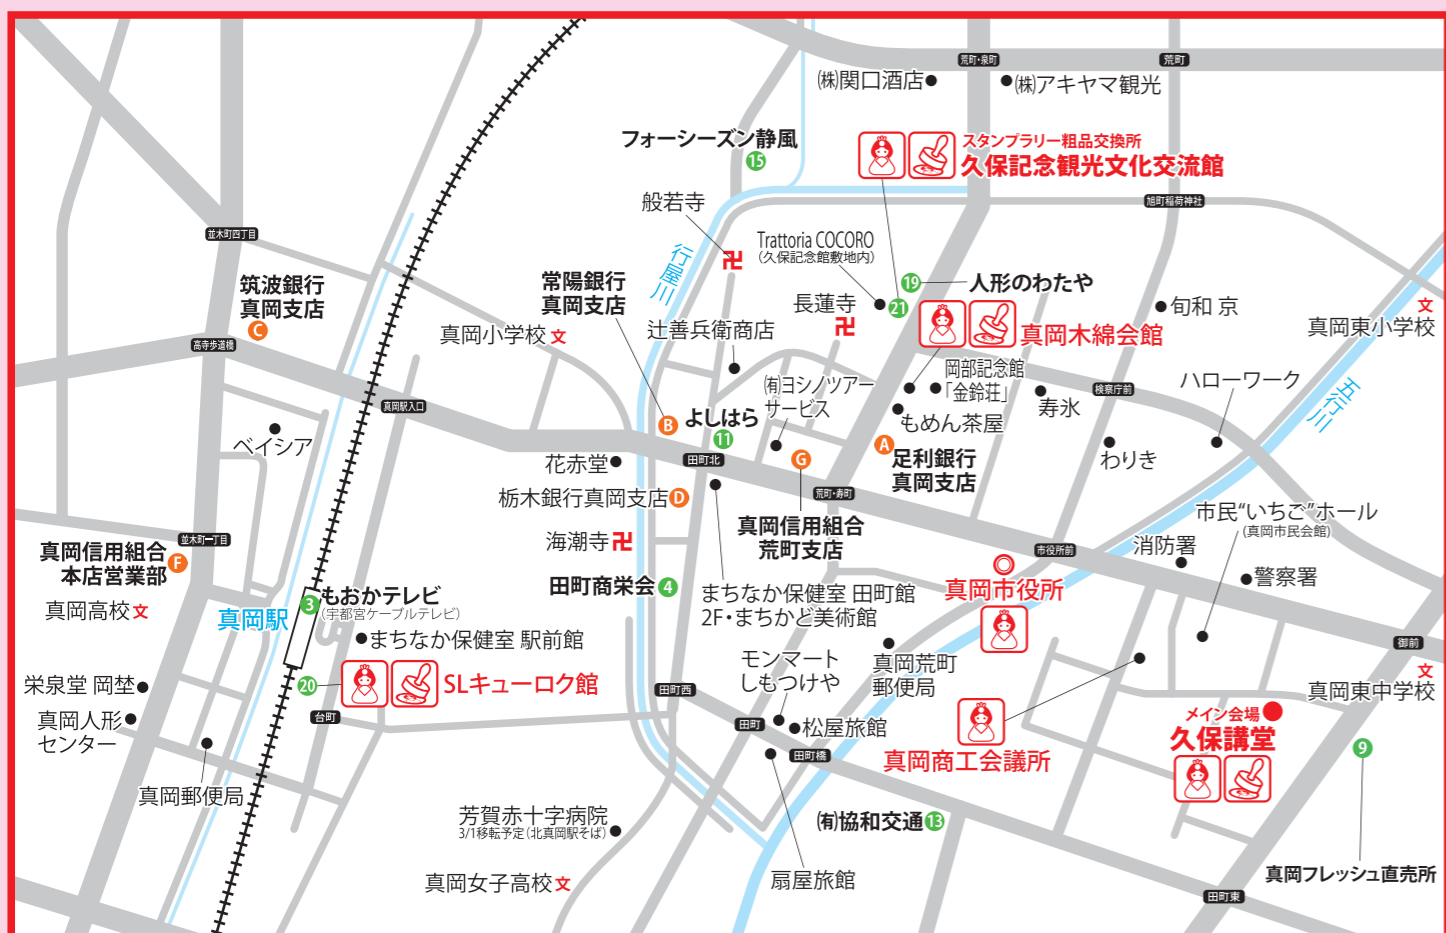 荒町・泉町
荒町
㈱関口酒店
㈱アキヤマ観光
フォーシーズン静風
15
スタンプラリー粗品交換所
久保記念観光文化交流館
般若寺
旭町稲荷神社
並木町四丁目
行屋川
Trattoria COCORO
(久保記念館敷地内)
筑波銀行
真岡支店
C
常陽銀行
真岡支店
19
人形のわたや
21
長蓮寺
旬和 京
文
真岡東小学校
真岡小学校
文
辻善兵衛商店
真岡木綿会館
高寺歩道橋
岡部記念館
「金鈴荘」
㈲ヨシノツアー
サービス
検察庁前
ハローワーク
五行川
真岡駅入口
寿氷
もめん茶屋
B
よしはら
11
ベイシア
A
足利銀行
真岡支店
わりき
花赤堂
田町北
G
栃木銀行真岡支店
D
荒町・寿町
市民“いちご”ホール
(真岡市民会館)
真岡信用組合
荒町支店
海潮寺
並木町一丁目
真岡信用組合
本店営業部
F
市役所前
消防署
警察署
真岡市役所
田町商栄会
4
まちなか保健室 田町館
2F・まちかど美術館
もおかテレビ
(宇都宮ケーブルテレビ)
3
真岡高校
文
真岡駅
まちなか保健室 駅前館
御前
文
真岡東中学校
モンマート
しもつけや
真岡荒町
郵便局
20
SLキューロク館
栄泉堂 岡埜
真岡人形
センター
台町
田町西
田町
松屋旅館
田町橋
真岡商工会議所
メイン会場
久保講堂
9
真岡郵便局
芳賀赤十字病院
3/1移転予定(北真岡駅そば)
㈲協和交通
13
真岡女子高校
文
扇屋旅館
真岡フレッシュ直売所
田町東